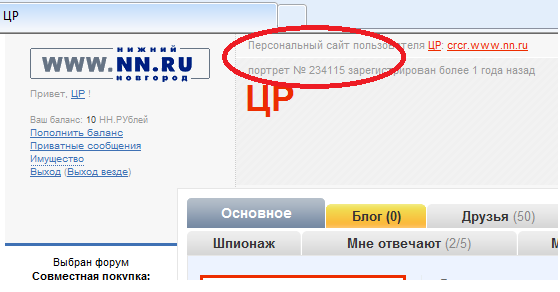 ЦР
нижний
www.NN.RU
новгород
Привет, ЦР !
Ваш баланс: 10 НН.РУблей
Пополнить баланс
Приватные сообщения
Имущество
Выход (Выход везде)
Персональный сайт пользователя ЦР: crcr.www.nn.ru
портрет № 234115 зарегистрирован более 1 года назад
ЦР
Основное
Блог (0)
Друзья (50)
Шпионаж
Мне отвечают (2/5)
Выбран форум
Совместная покупка: